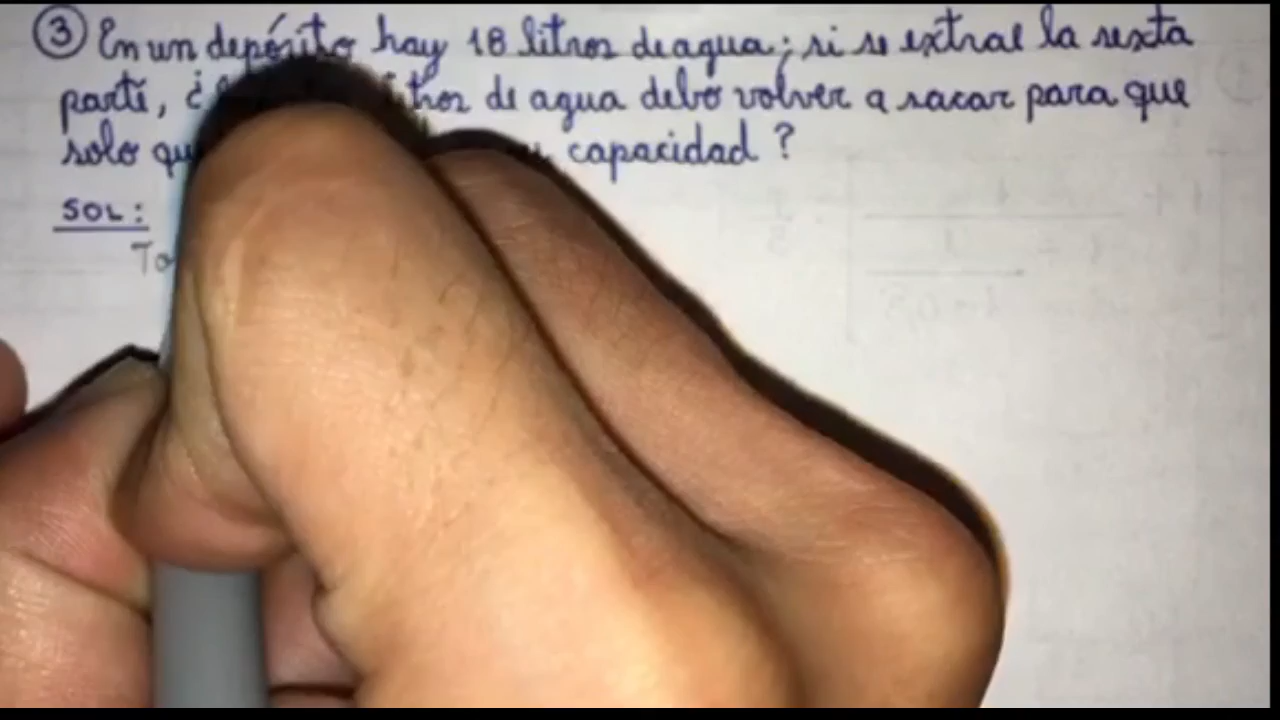 ③ En un depósito hay 18 litros de agua; si se extrae la sexta
parte, ¿ litros de agua debo volver a sacar para que
solo capacidad?
SOL: